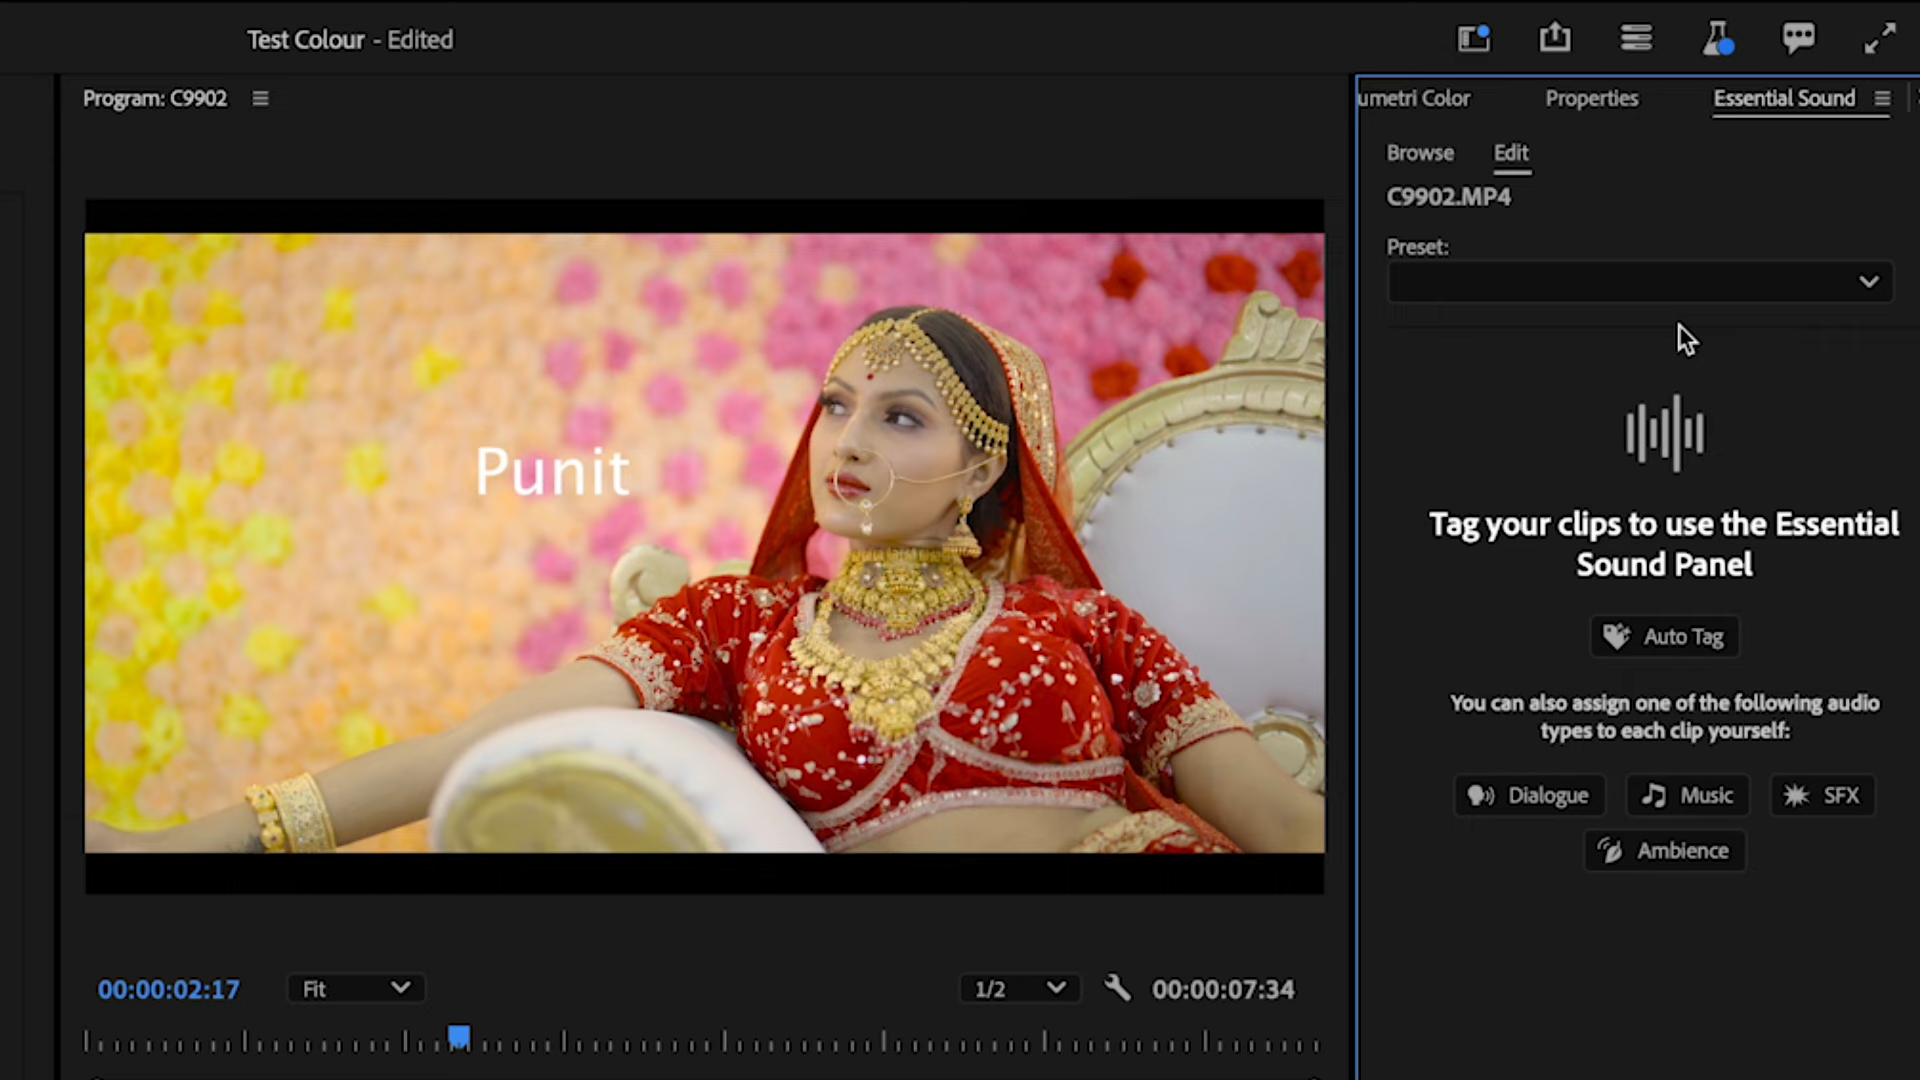 Test Colour - Edited
Program: C9902
umetri Color
Properties
Essential Sound
Browse
Edit
C9902.MP4
Preset:
Punit
Tag your clips to use the Essential
Sound Panel
Auto Tag
You can also assign one of the following audio
types to each clip yourself:
Dialogue
Music
SFX
Ambience
00:00:02:17
Fit
1/2
00:00:07:34